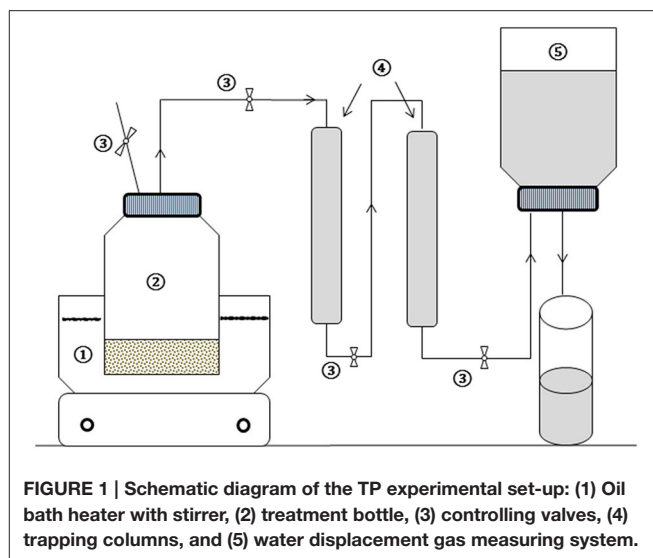 ③
④
⑤
③
②
①
③
③
FIGURE 1 | Schematic diagram of the TP experimental set-up: (1) Oil
bath heater with stirrer, (2) treatment bottle, (3) controlling valves, (4)
trapping columns, and (5) water displacement gas measuring system.